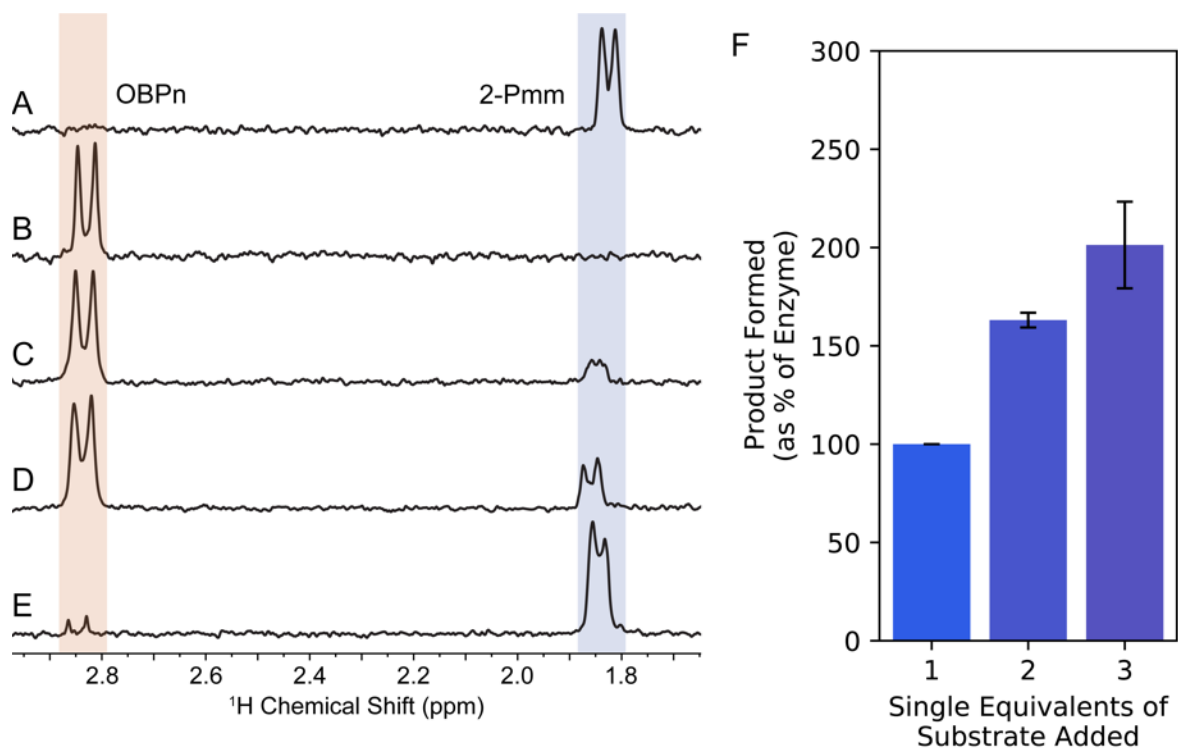 A
OBPn
2-Pmm
B
C
D
E
2.8
2.6
2.4
2.2
2.0
1.8
¹H Chemical Shift (ppm)
F
Product Formed
(as % of Enzyme)
300
250
200
150
100
50
0
1
2
3
Single Equivalents of
Substrate Added